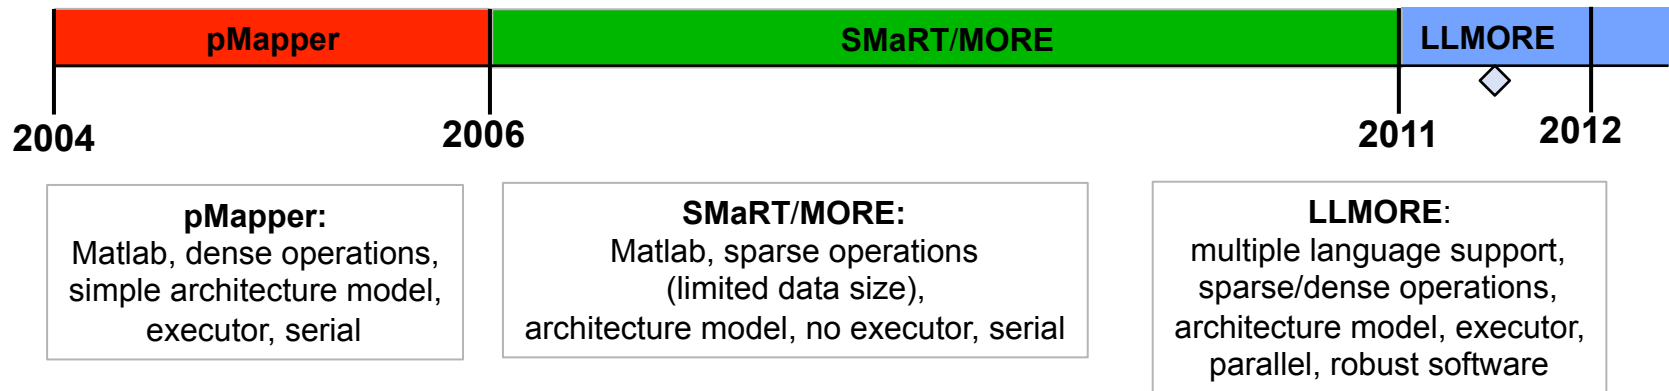 pMapper
SMaRT/MORE
LLMORE
2004
2006
2011
2012
pMapper:
Matlab, dense operations,
simple architecture model,
executor, serial
SMaRT/MORE:
Matlab, sparse operations
(limited data size),
architecture model, no executor, serial
LLMORE:
multiple language support,
sparse/dense operations,
architecture model, executor,
parallel, robust software